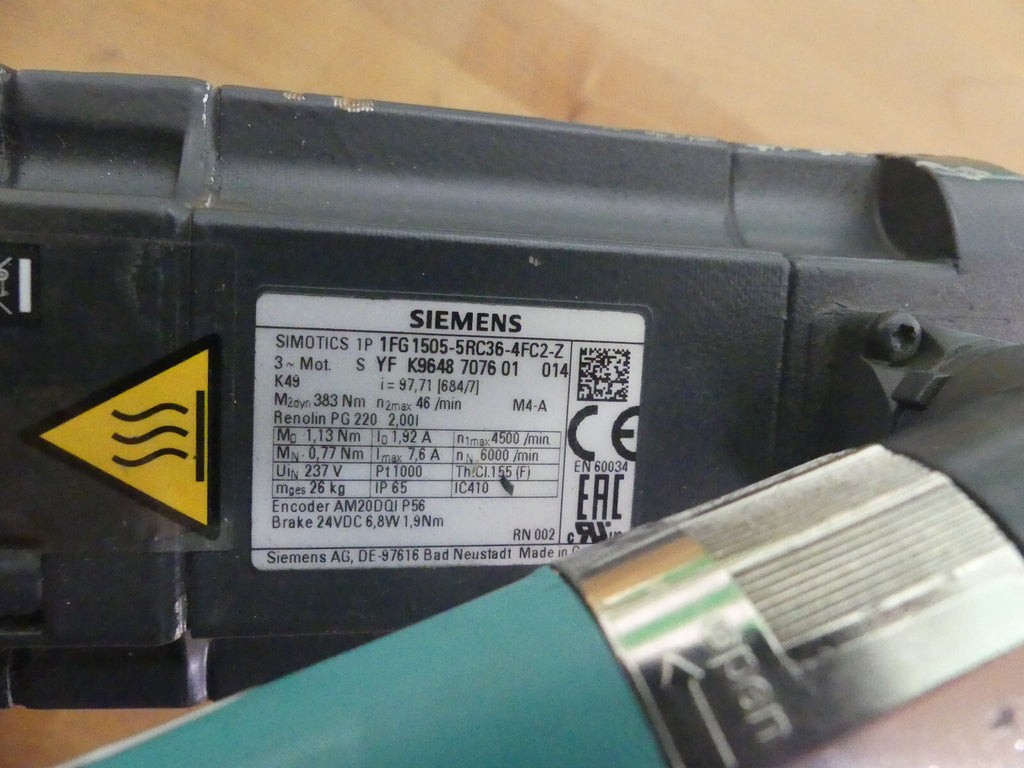 SIEMENS
SIMOTICS 1P 1FG1505-5RC36-4FC2-Z
3~ Mot. S YF K9648 7076 01 014
K49 i = 97,71 [684/7]
M2dyn 383 Nm n2max 46 /min M4-A
Renolin PG 220 2,00l
M0 1,13 Nm I0 1,92 A n1max 4500 /min
MN 0,77 Nm Imax 7,6 A nN 6000 /min
UIN 237 V Pt1000 Th.Cl.155 (F)
mges 26 kg IP 65 IC410
Encoder AM20DQI P56
Brake 24VDC 6,8W 1,9Nm
RN 002
CE
EN 60034
EAC
c
Siemens AG, DE-97616 Bad Neustadt Made in
open